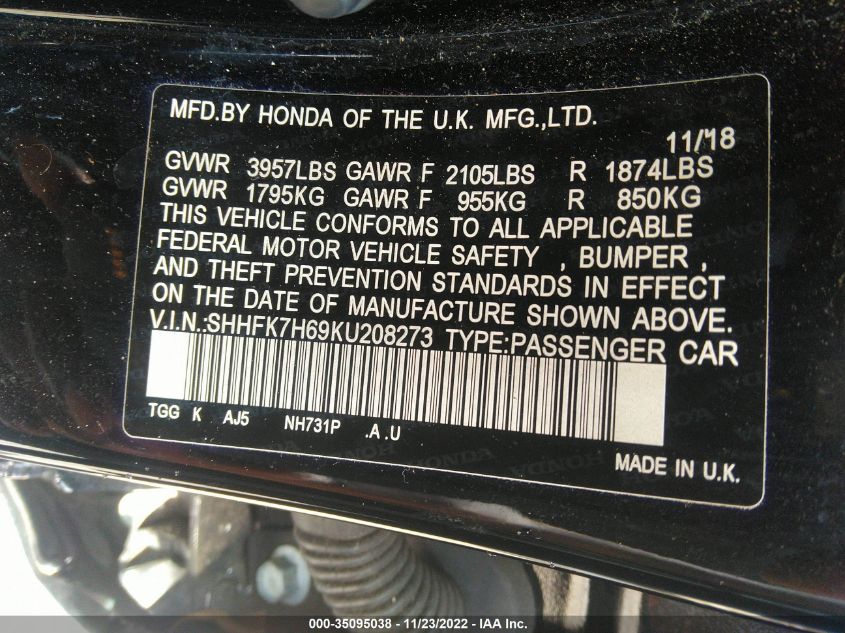 MFD.BY HONDA OF THE U.K. MFG.,LTD.
11/18
GVWR 3957LBS GAWR F 2105LBS R 1874LBS
GVWR 1795KG GAWR F 955KG R 850KG
THIS VEHICLE CONFORMS TO ALL APPLICABLE
FEDERAL MOTOR VEHICLE SAFETY , BUMPER ,
AND THEFT PREVENTION STANDARDS IN EFFECT
ON THE DATE OF MANUFACTURE SHOWN ABOVE.
V.I.N.:SHHFK7H69KU208273 TYPE:PASSENGER CAR
TGG K AJ5 NH731P .A .U
MADE IN U.K.
HONDA HONDA
000-35095038 - 11/23/2022 - IAA Inc.